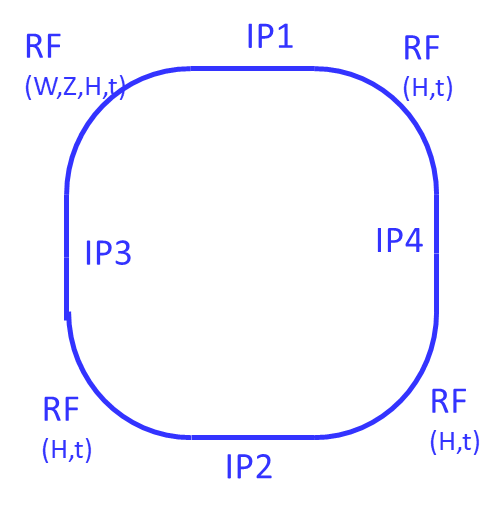 IP1
RF
(W,Z,H,t)
RF
(H,t)
IP3
IP4
RF
(H,t)
RF
(H,t)
IP2